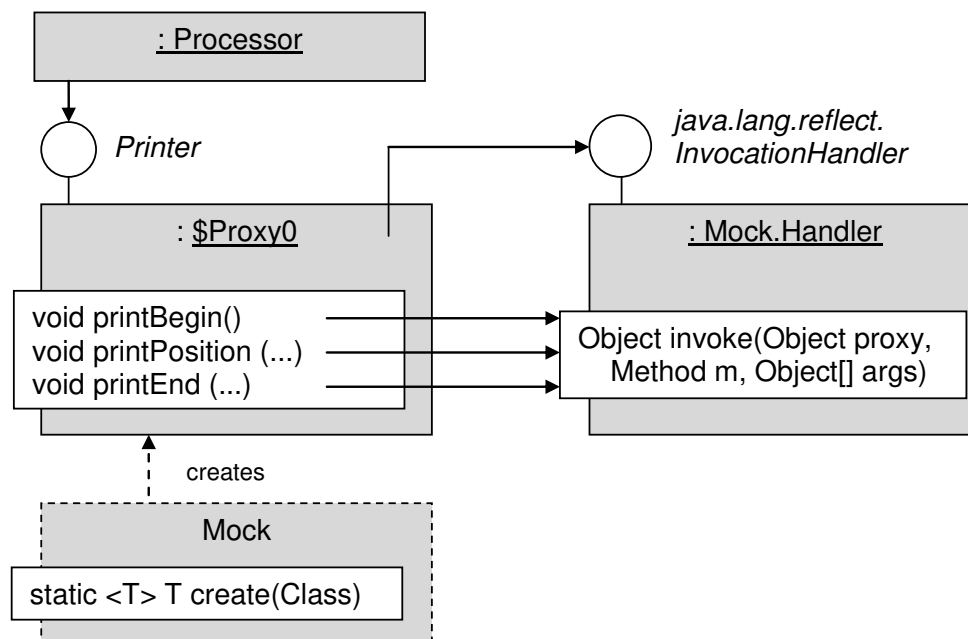 : Processor
Printer
java.lang.reflect.
InvocationHandler
: $Proxy0
void printBegin()
void printPosition (...)
void printEnd (...)
: Mock.Handler
Object invoke(Object proxy,
Method m, Object[] args)
creates
Mock
static <T> T create(Class)